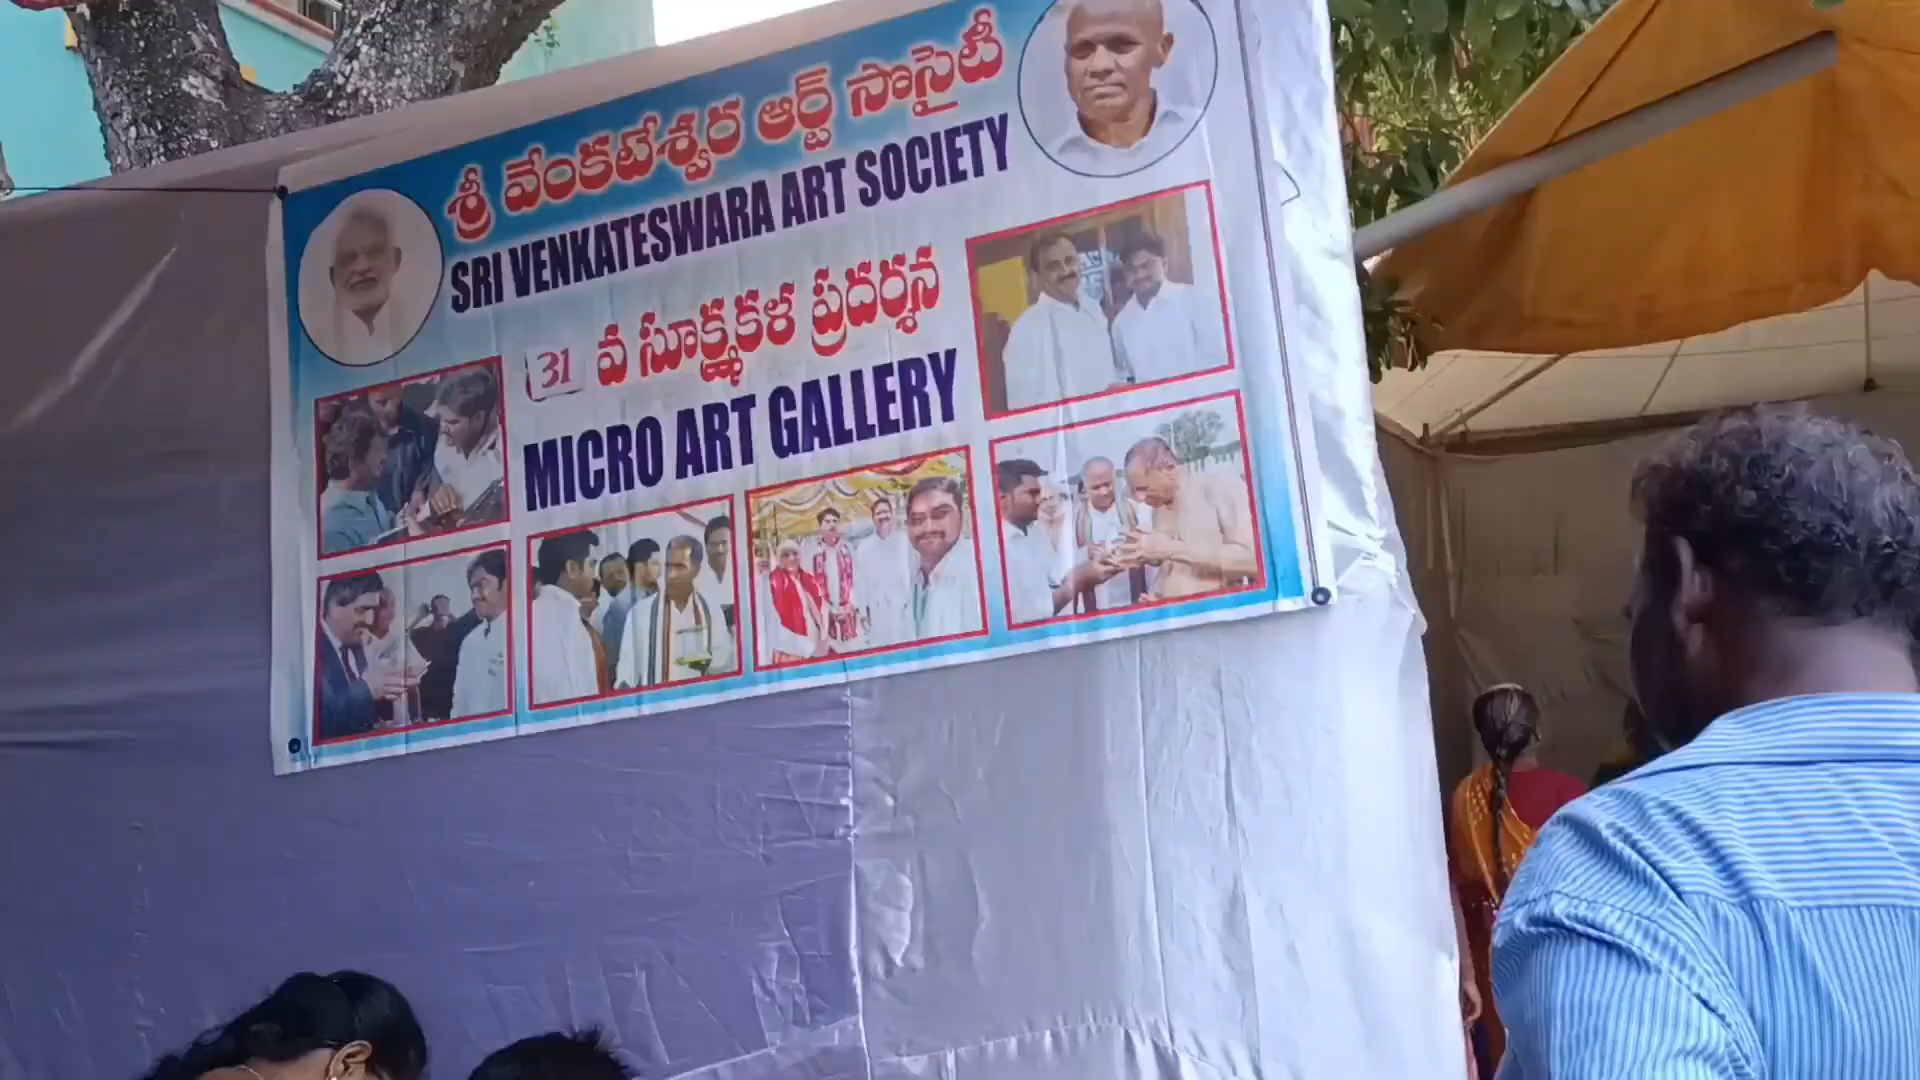 శ్రీ వేంకటేశ్వర ఆర్ట్ సొసైటీ
SRI VENKATESWARA ART SOCIETY
31 వ సూక్ష్మకళ ప్రదర్శన
MICRO ART GALLERY